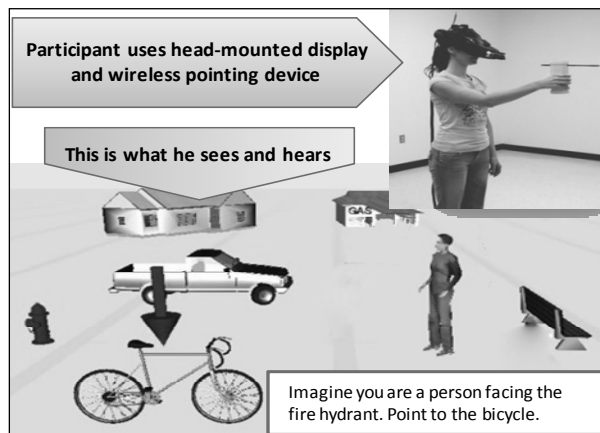 Participant uses head-mounted display
and wireless pointing device
This is what he sees and hears
GAS
Imagine you are a person facing the
fire hydrant. Point to the bicycle.